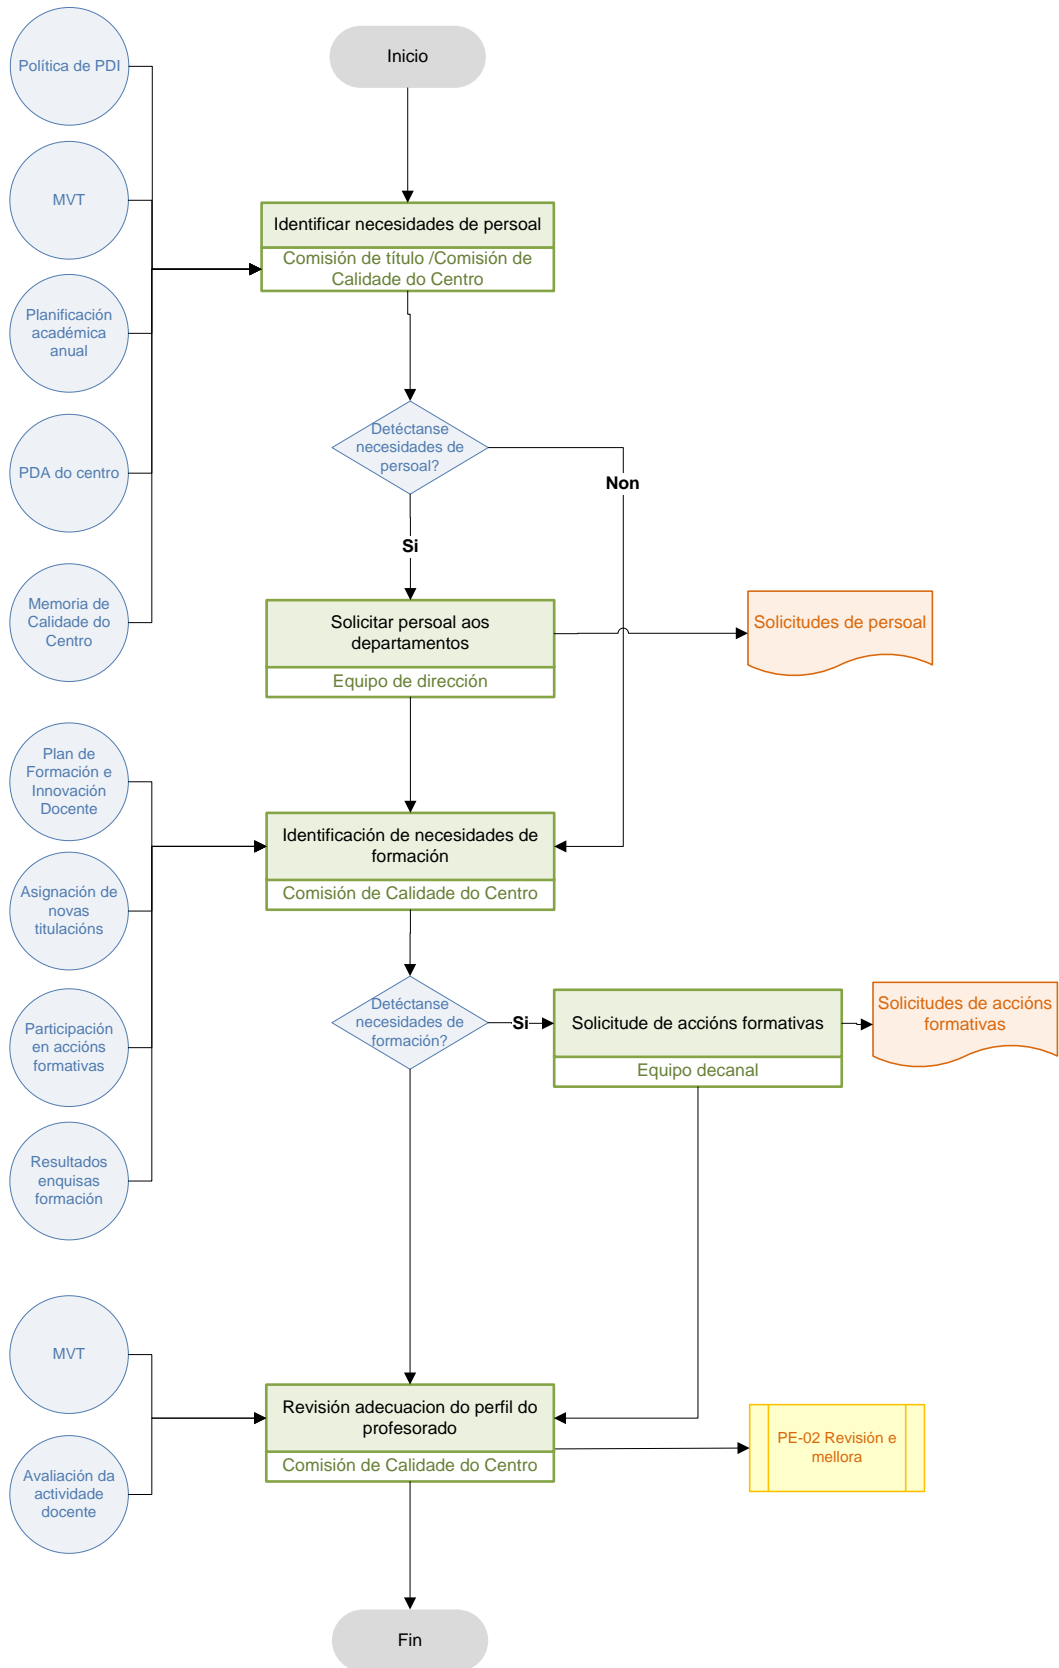 Inicio
Política de PDI
MVT
Planificación
académica
anual
PDA do centro
Memoria de
Calidade do
Centro
Identificar necesidades de persoal
Comisión de título /Comisión de
Calidade do Centro
Detéctanse
necesidades de
persoal?
Non
Si
Solicitar persoal aos
departamentos
Equipo de dirección
Solicitudes de persoal
Plan de
Formación e
Innovación
Docente
Asignación de
novas
titulacións
Participación
en accións
formativas
Resultados
enquisas
formación
Identificación de necesidades de
formación
Comisión de Calidade do Centro
Detéctanse
necesidades de
formación?
Si
Solicitude de accións formativas
Equipo decanal
Solicitudes de accións
formativas
MVT
Avaliación da
actividade
docente
Revisión adecuacion do perfil do
profesorado
Comisión de Calidade do Centro
PE-02 Revisión e
mellora
Fin